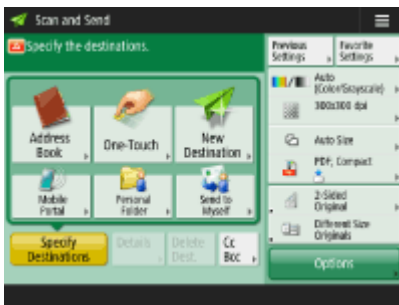 Scan and Send
Specify the destinations.
Previous
Settings
Favorite
Settings
Auto
(Color/Grayscale)
300x300 dpi
Address
Book
One-Touch
New
Destination
Auto Size
PDF; Compact
Mobile
Portal
Personal
Folder
Send to
Myself
2-Sided
Original
Different Size
Originals
Specify
Destinations
Details
Delete
Dest.
Cc
Bcc
Options